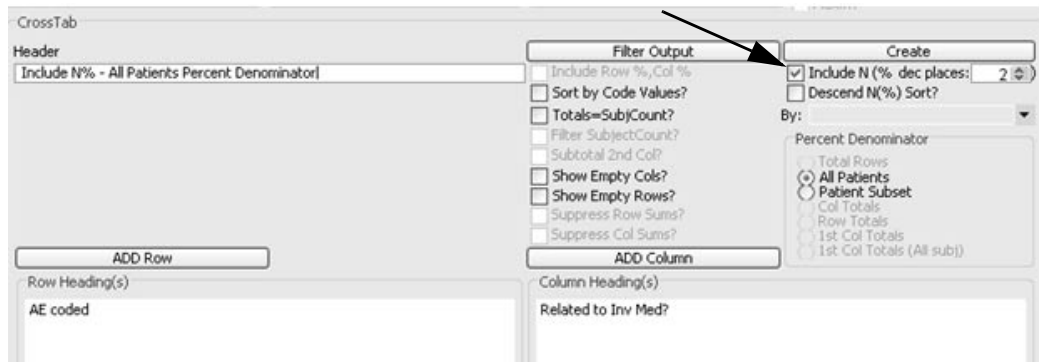 CrossTab
Header
Include N% - All Patients Percent Denominator
Filter Output
Create
Include Row %,Col %
Include N (% dec places: 2 )
Sort by Code Values?
Descend N(%) Sort?
Totals=SubjCount?
By:
Filter SubjectCount?
Percent Denominator
Subtotal 2nd Col?
Total Rows
Show Empty Cols?
All Patients
Show Empty Rows?
Patient Subset
Suppress Row Sums?
Col Totals
Row Totals
Suppress Col Sums?
1st Col Totals
1st Col Totals (All subj)
ADD Row
ADD Column
Row Heading(s)
Column Heading(s)
AE coded
Related to Inv Med?